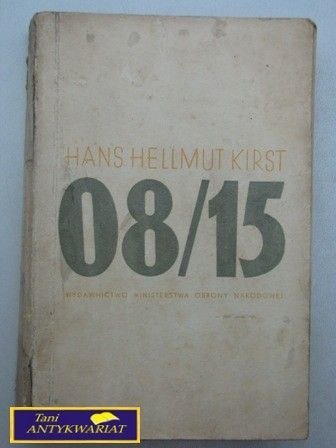 HANS HELLMUT KIRST
08/15
WYDAWNICTWO MINISTERSTWA OBRONY NARODOWEJ
Tani
ANTYKWARIAT